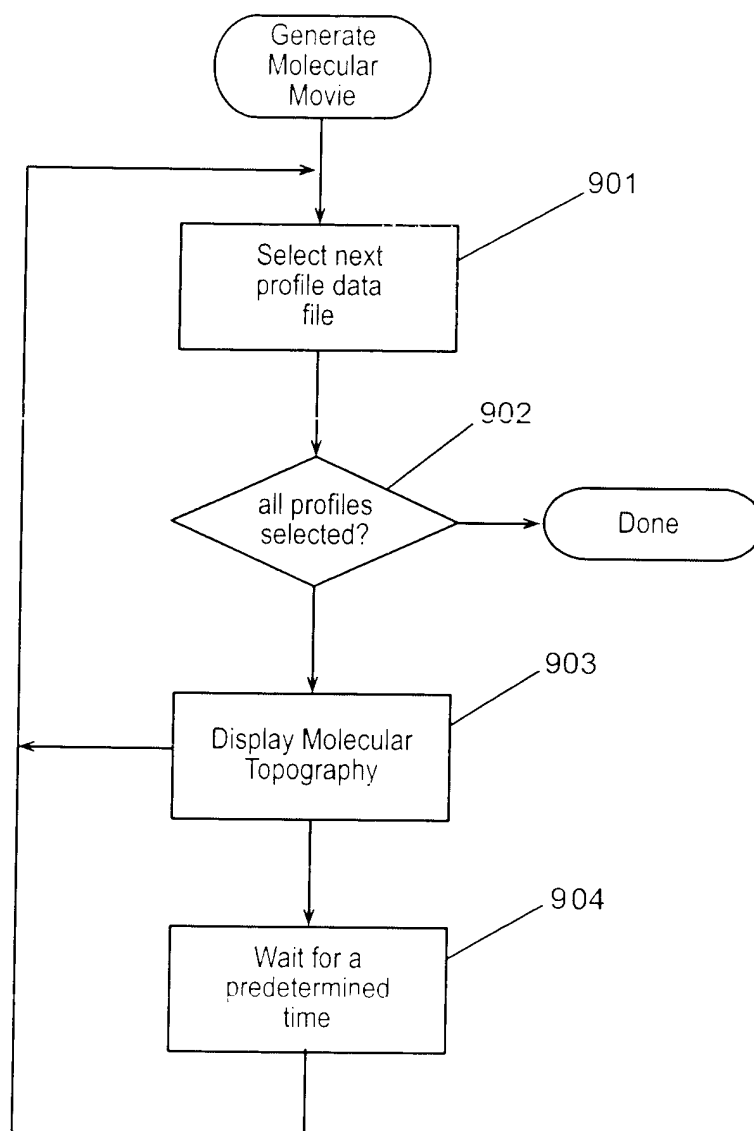 Generate
Molecular
Movie
901
Select next
profile data
file
902
all profiles
selected?
Done
903
Display Molecular
Topography
904
Wait for a
predetermined
time